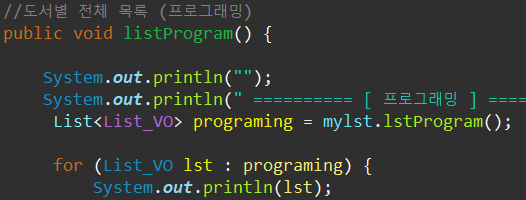 //도서별 전체 목록 (프로그래밍)
public void listProgram() {
System.out.println("");
System.out.println(" ========== [ 프로그래밍 ] ====
List<List_VO> programing = mylst.lstProgram();
for (List_VO lst : programing) {
System.out.println(lst);